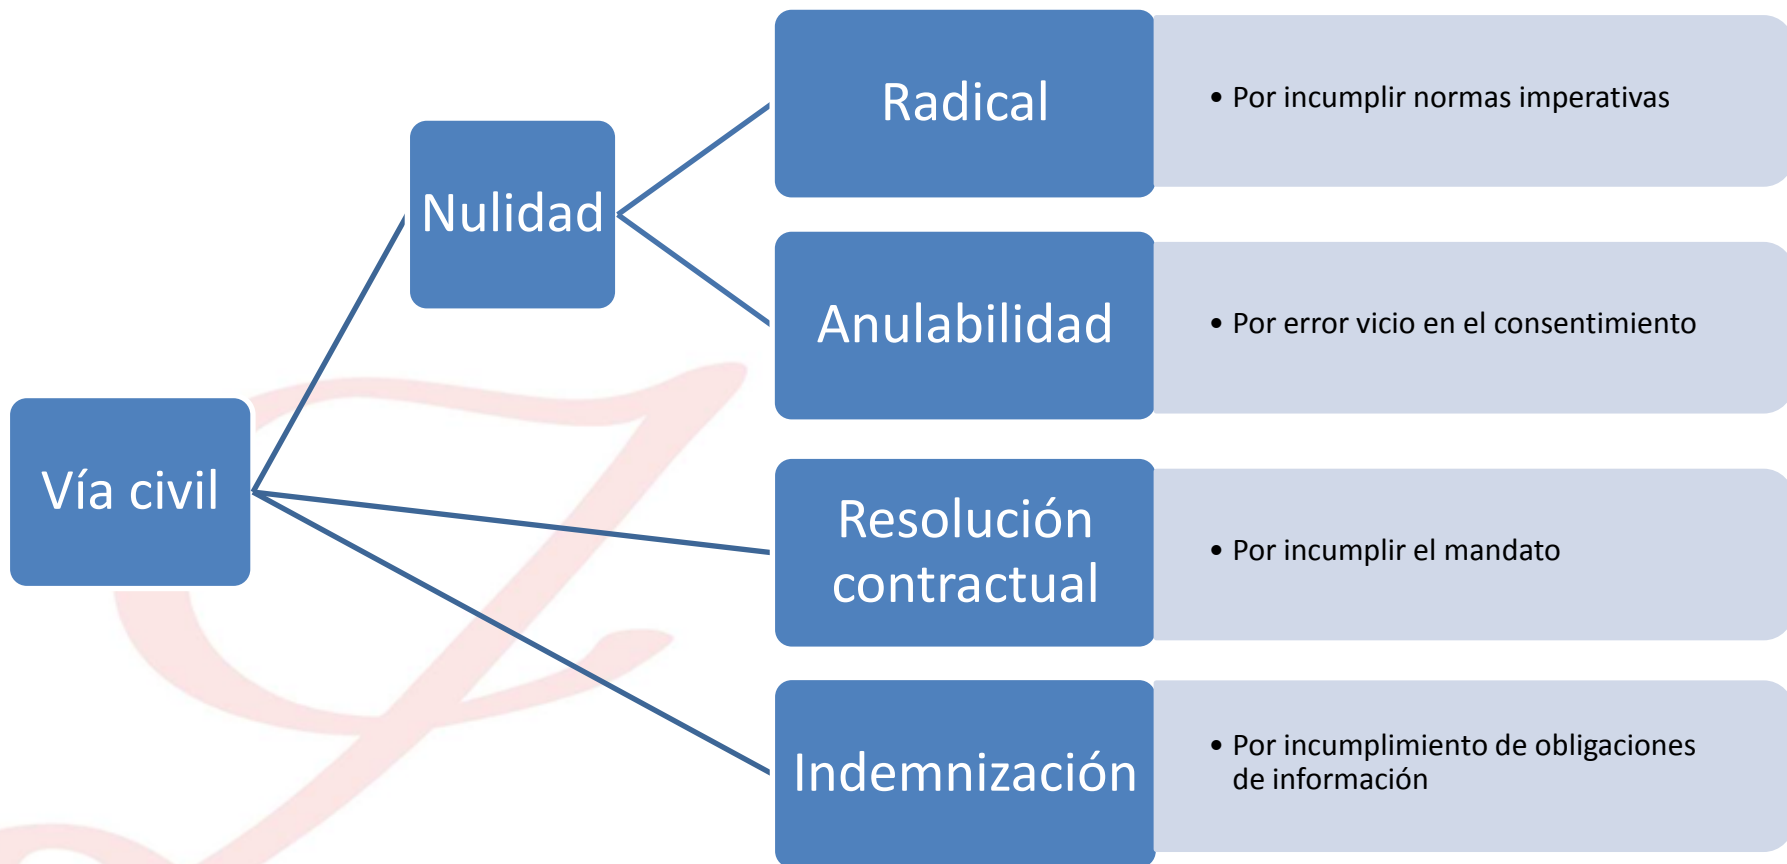 Vía civil
Nulidad
Radical
• Por incumplir normas imperativas
Anulabilidad
• Por error vicio en el consentimiento
Resolución
contractual
• Por incumplir el mandato
Indemnización
• Por incumplimiento de obligaciones
de información